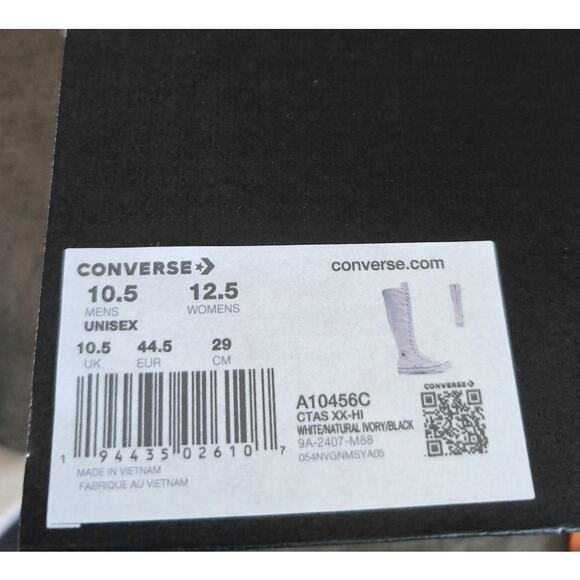 CONVERSE
converse.com
10.5 12.5
MENS WOMENS
UNISEX
10.5 44.5 29
UK EUR CM
1 94435 02610 7
MADE IN VIETNAM
FABRIQUE AU VIETNAM
A10456C
CTAS XX-HI
WHITE/NATURAL IVORY/BLACK
9A-2407-M88
054NVGNMSYA05
CONVERSE